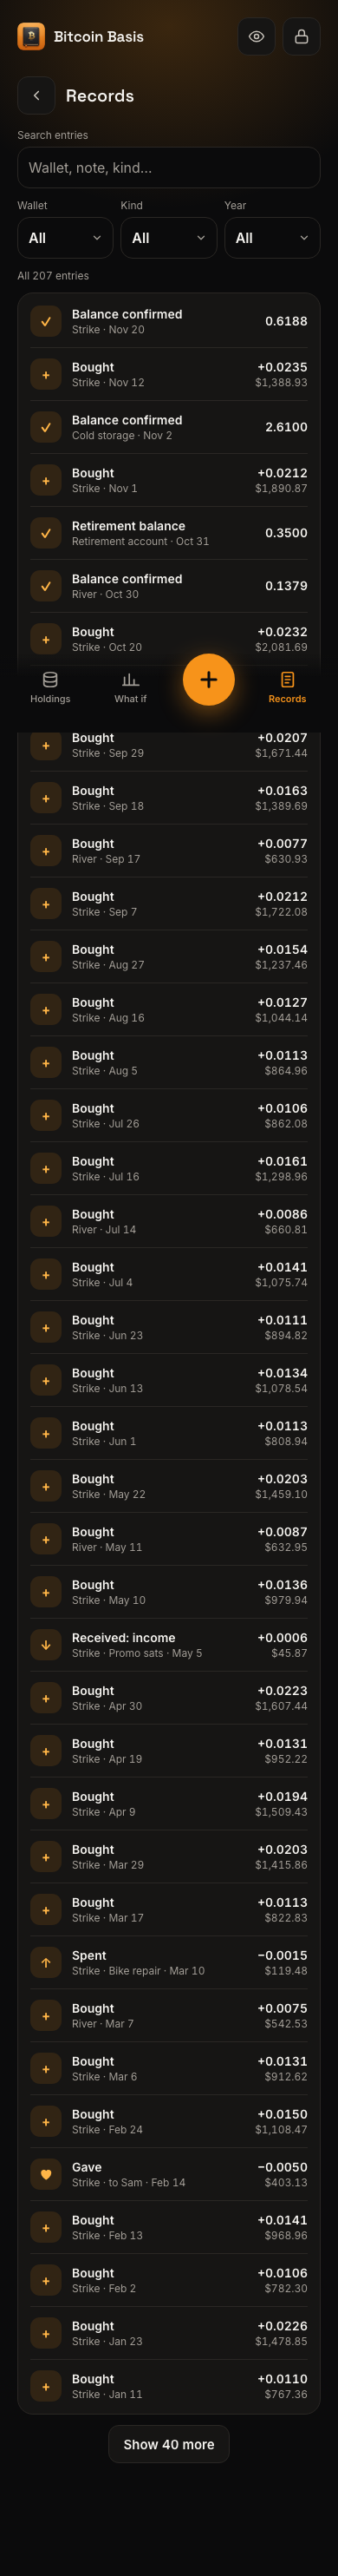 Bitcoin Basis
Records
Search entries
Wallet, note, kind...
Wallet Kind Year
All All All
All 207 entries
Balance confirmed 0.6188
Strike · Nov 20
Bought +0.0235
Strike · Nov 12 $1,388.93
Balance confirmed 2.6100
Cold storage · Nov 2
Bought +0.0212
Strike · Nov 1 $1,890.87
Retirement balance 0.3500
Retirement account · Oct 31
Balance confirmed 0.1379
River · Oct 30
Bought +0.0232
Strike · Oct 20 $2,081.69
Holdings What if + Records
Bought +0.0207
Strike · Sep 29 $1,671.44
Bought +0.0163
Strike · Sep 18 $1,389.69
Bought +0.0077
River · Sep 17 $630.93
Bought +0.0212
Strike · Sep 7 $1,722.08
Bought +0.0154
Strike · Aug 27 $1,237.46
Bought +0.0127
Strike · Aug 16 $1,044.14
Bought +0.0113
Strike · Aug 5 $864.96
Bought +0.0106
Strike · Jul 26 $862.08
Bought +0.0161
Strike · Jul 16 $1,298.96
Bought +0.0086
River · Jul 14 $660.81
Bought +0.0141
Strike · Jul 4 $1,075.74
Bought +0.0111
Strike · Jun 23 $894.82
Bought +0.0134
Strike · Jun 13 $1,078.54
Bought +0.0113
Strike · Jun 1 $808.94
Bought +0.0203
Strike · May 22 $1,459.10
Bought +0.0087
River · May 11 $632.95
Bought +0.0136
Strike · May 10 $979.94
Received: income +0.0006
Strike · Promo sats · May 5 $45.87
Bought +0.0223
Strike · Apr 30 $1,607.44
Bought +0.0131
Strike · Apr 19 $952.22
Bought +0.0194
Strike · Apr 9 $1,509.43
Bought +0.0203
Strike · Mar 29 $1,415.86
Bought +0.0113
Strike · Mar 17 $822.83
Spent −0.0015
Strike · Bike repair · Mar 10 $119.48
Bought +0.0075
River · Mar 7 $542.53
Bought +0.0131
Strike · Mar 6 $912.62
Bought +0.0150
Strike · Feb 24 $1,108.47
Gave −0.0050
Strike · to Sam · Feb 14 $403.13
Bought +0.0141
Strike · Feb 13 $968.96
Bought +0.0106
Strike · Feb 2 $782.30
Bought +0.0226
Strike · Jan 23 $1,478.85
Bought +0.0110
Strike · Jan 11 $767.36
Show 40 more